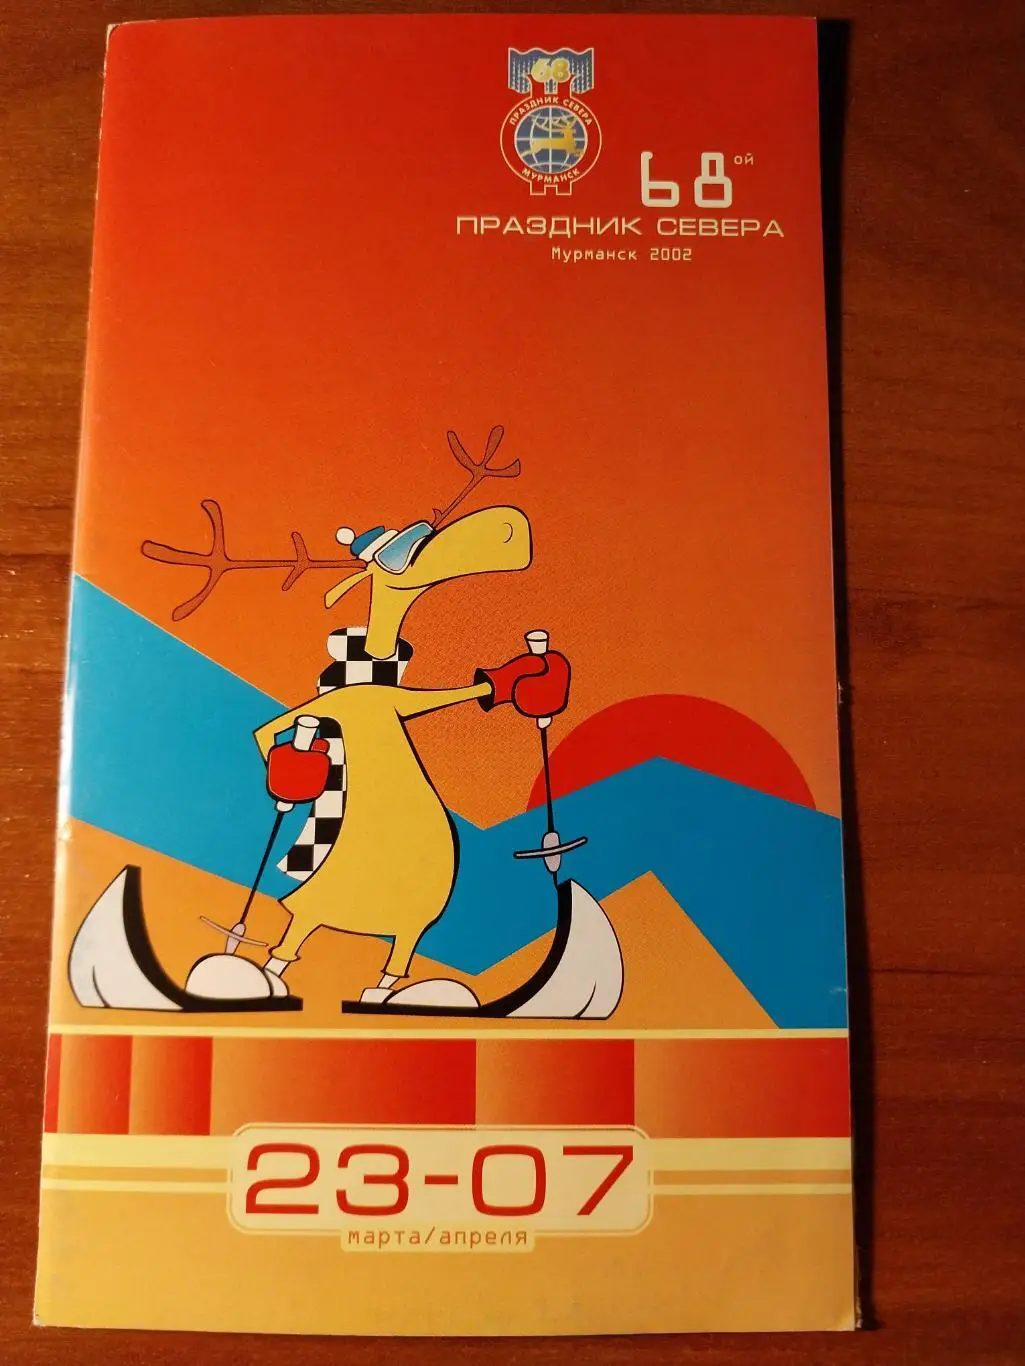 68
ПРАЗДНИК СЕВЕРА
МУРМАНСК
68ой
ПРАЗДНИК СЕВЕРА
Мурманск 2002
23-07
марта/апреля